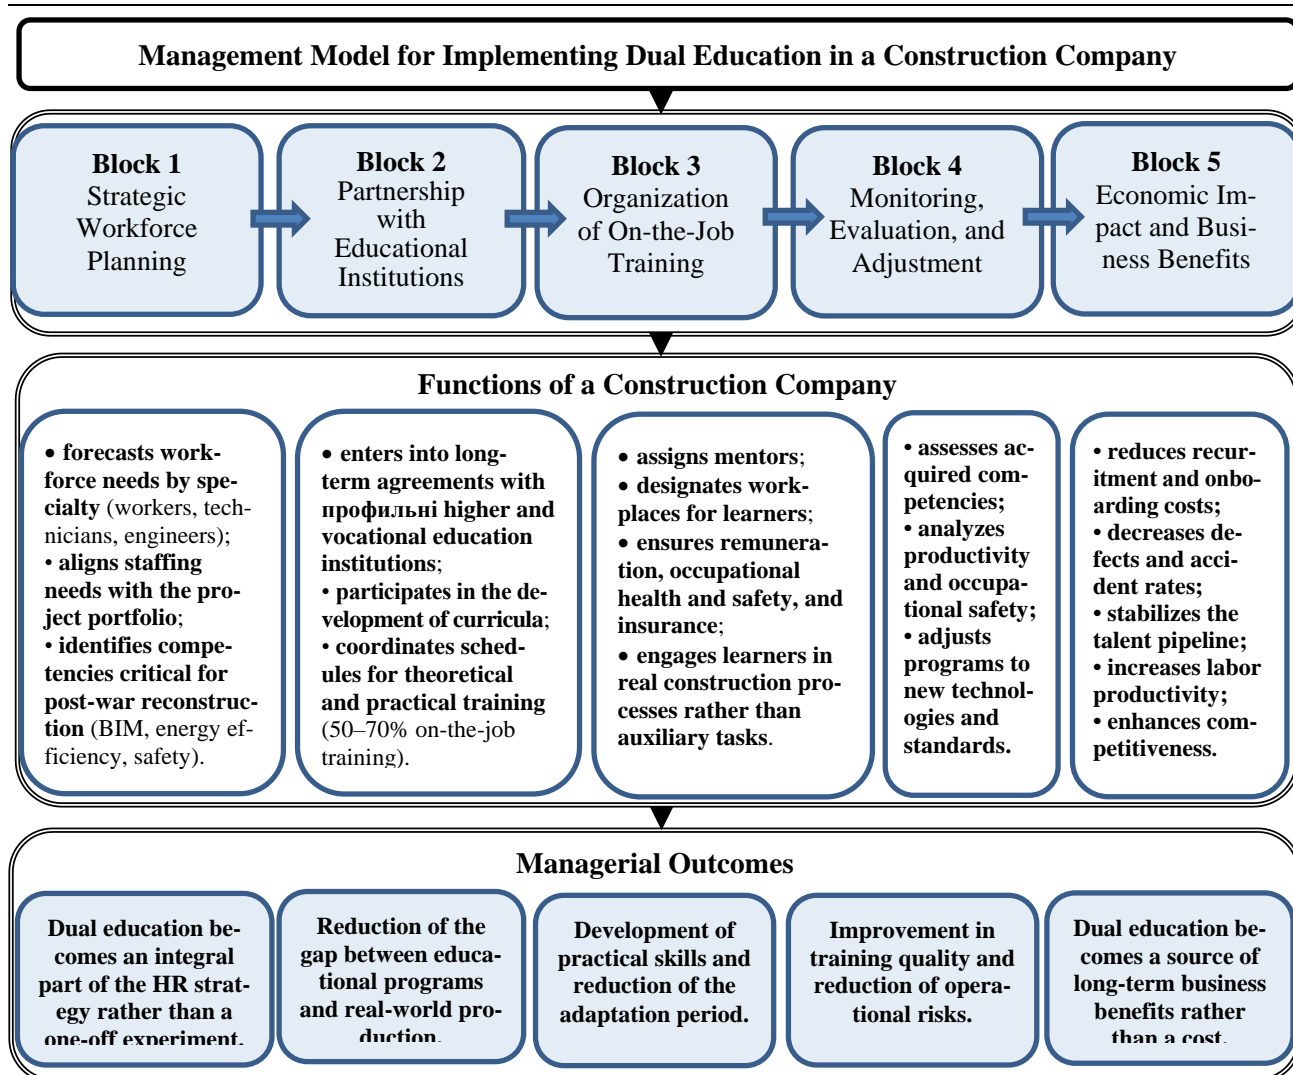 Management Model for Implementing Dual Education in a Construction Company
Block 1
Strategic
Workforce
Planning
Block 2
Partnership
with
Educational
Institutions
Block 3
Organization
of On-the-Job
Training
Block 4
Monitoring,
Evaluation, and
Adjustment
Block 5
Economic Im-
pact and Busi-
ness Benefits
Functions of a Construction Company
• forecasts work-
force needs by spe-
cialty (workers, tech-
nicians, engineers);
• aligns staffing
needs with the pro-
ject portfolio;
• identifies compe-
tencies critical for
post-war reconstruc-
tion (BIM, energy ef-
ficiency, safety).
• enters into long-
term agreements with
профильні higher and
vocational education
institutions;
• participates in the de-
velopment of curricula;
• coordinates sched-
ules for theoretical
and practical training
(50–70% on-the-job
training).
• assigns mentors;
• designates work-
places for learners;
• ensures remunera-
tion, occupational
health and safety, and
insurance;
• engages learners in
real construction pro-
cesses rather than
auxiliary tasks.
• assesses ac-
quired com-
petencies;
• analyzes
productivity
and occupa-
tional safety;
• adjusts
programs to
new technol-
ogies and
standards.
• reduces recur-
itment and onbo-
arding costs;
• decreases de-
fects and acci-
dent rates;
• stabilizes the
talent pipeline;
• increases labor
productivity;
• enhances com-
petitiveness.
Managerial Outcomes
Dual education be-
comes an integral
part of the HR strat-
egy rather than a
one-off experiment.
Reduction of the
gap between educa-
tional programs
and real-world pro-
duction.
Development of
practical skills and
reduction of the
adaptation period.
Improvement in
training quality and
reduction of opera-
tional risks.
Dual education be-
comes a source of
long-term business
benefits rather
than a cost.